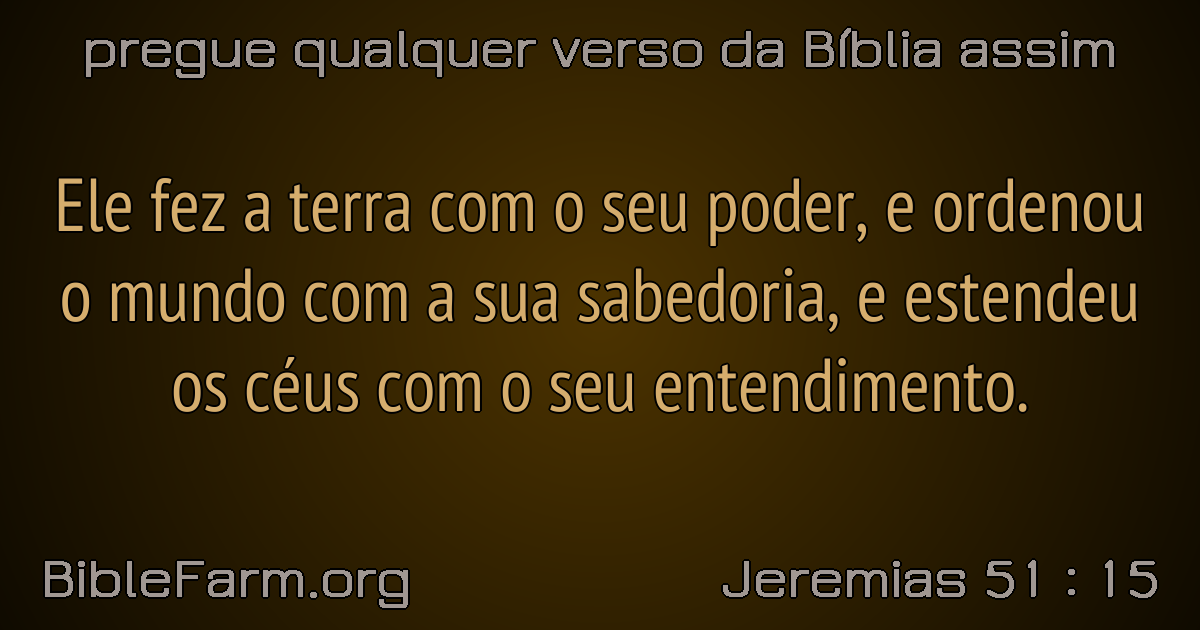 pregue qualquer verso da Bíblia assim
Ele fez a terra com o seu poder, e ordenou
o mundo com a sua sabedoria, e estendeu
os céus com o seu entendimento.
BibleFarm.org
Jeremias 51 : 15